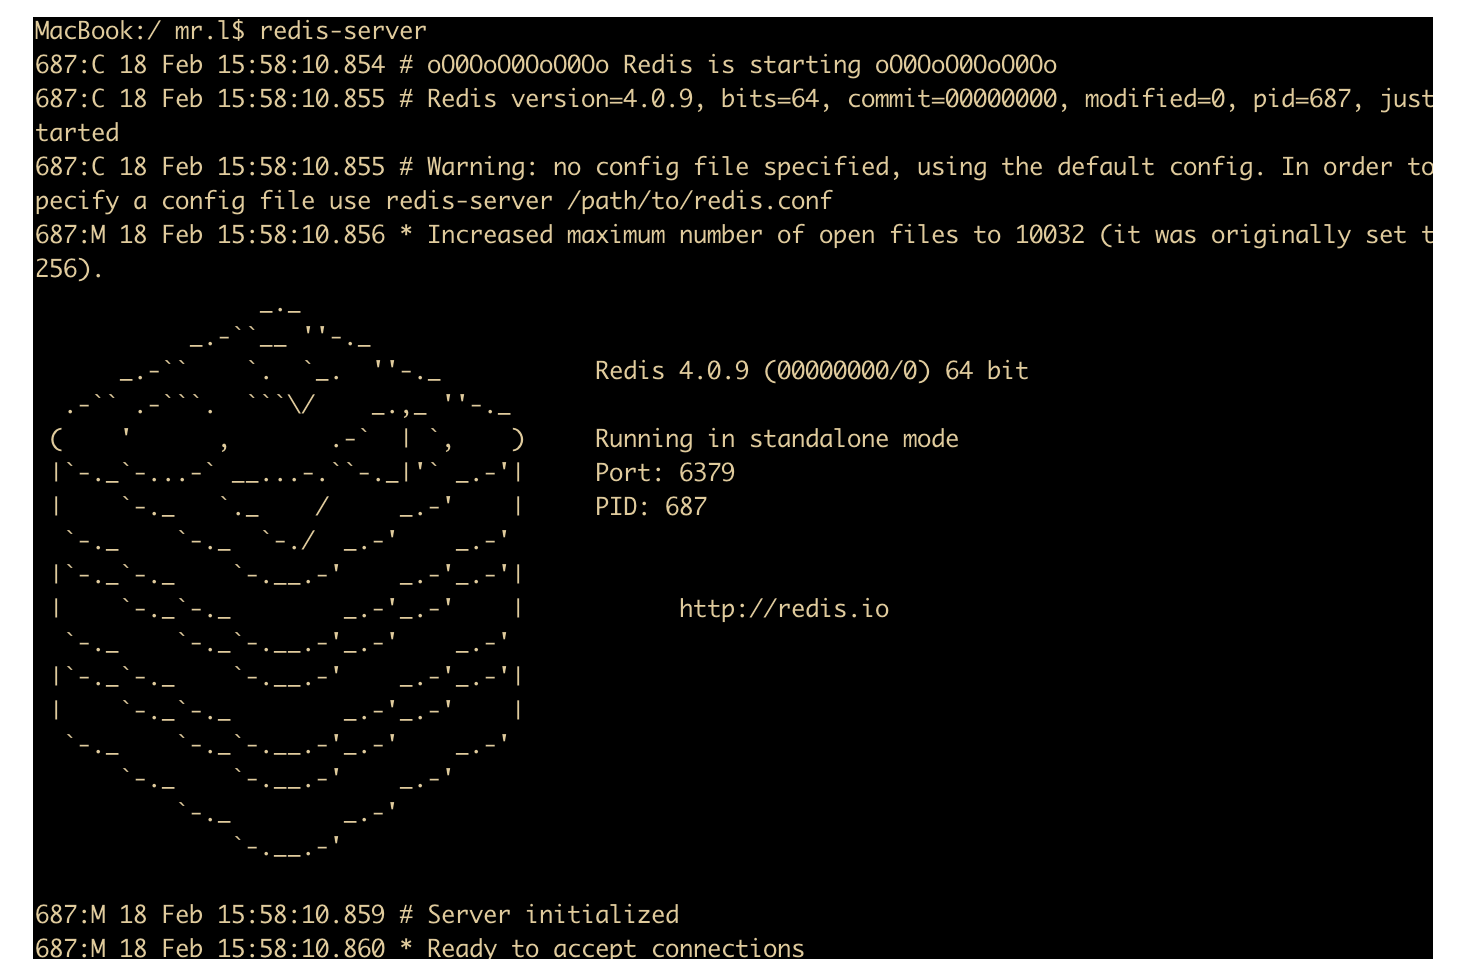 MacBook:/ mr.l$ redis-server
687:C 18 Feb 15:58:10.854 # oO0OoO0OoO0Oo Redis is starting oO0OoO0OoO0Oo
687:C 18 Feb 15:58:10.855 # Redis version=4.0.9, bits=64, commit=00000000, modified=0, pid=687, just
tarted
687:C 18 Feb 15:58:10.855 # Warning: no config file specified, using the default config. In order to
pecify a config file use redis-server /path/to/redis.conf
687:M 18 Feb 15:58:10.856 * Increased maximum number of open files to 10032 (it was originally set t
256).
Redis 4.0.9 (00000000/0) 64 bit
Running in standalone mode
Port: 6379
PID: 687
http://redis.io
687:M 18 Feb 15:58:10.859 # Server initialized
687:M 18 Feb 15:58:10.860 * Ready to accept connections